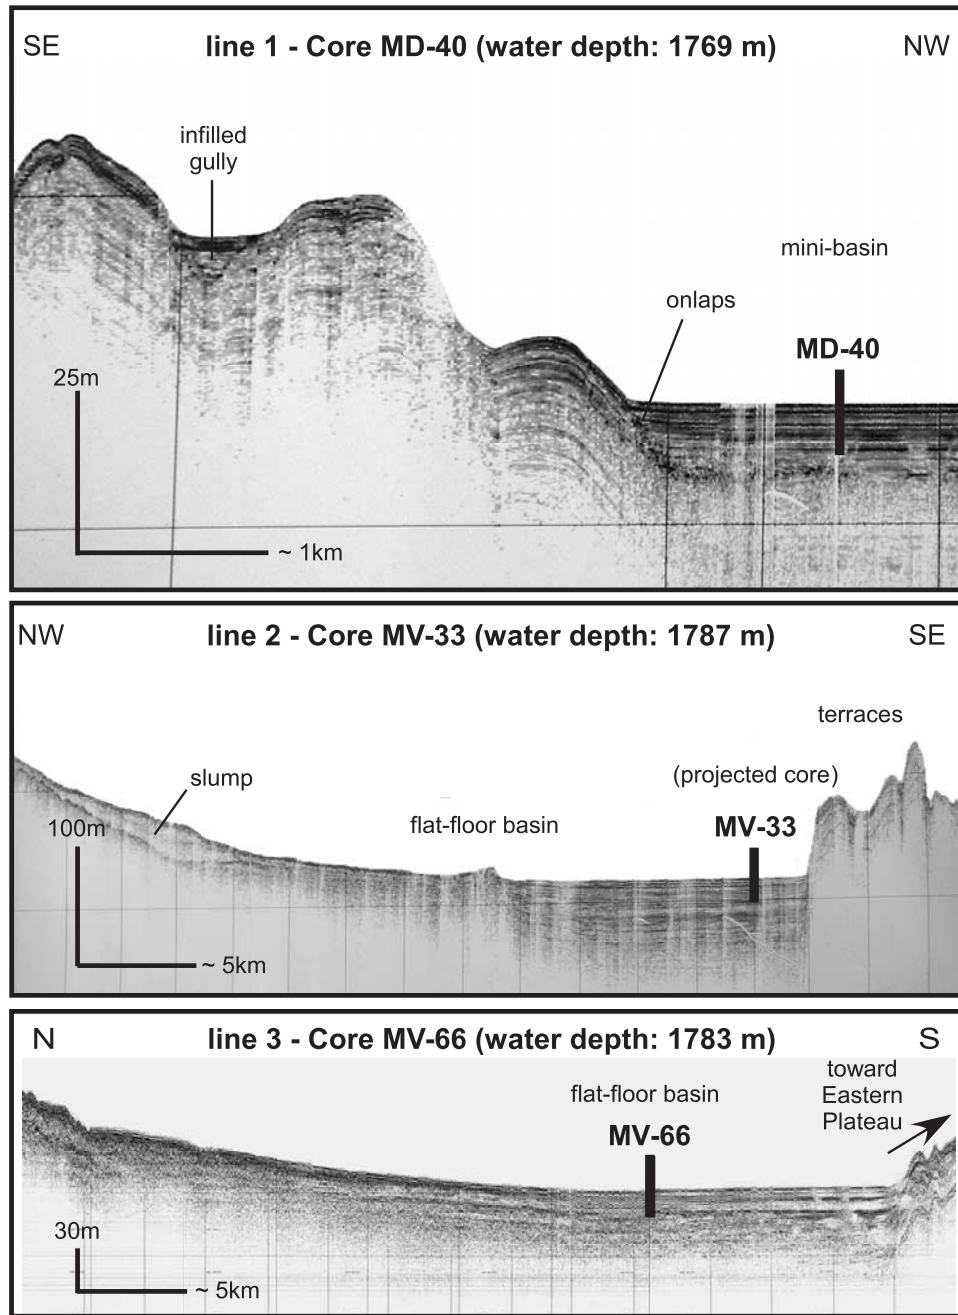 SE
line 1 - Core MD-40 (water depth: 1769 m)
NW
infilled
gully
mini-basin
onlaps
MD-40
25m
~ 1km
NW
line 2 - Core MV-33 (water depth: 1787 m)
SE
terraces
slump
(projected core)
100m
flat-floor basin
MV-33
~ 5km
N
line 3 - Core MV-66 (water depth: 1783 m)
S
toward
Eastern
Plateau
flat-floor basin
MV-66
30m
~ 5km